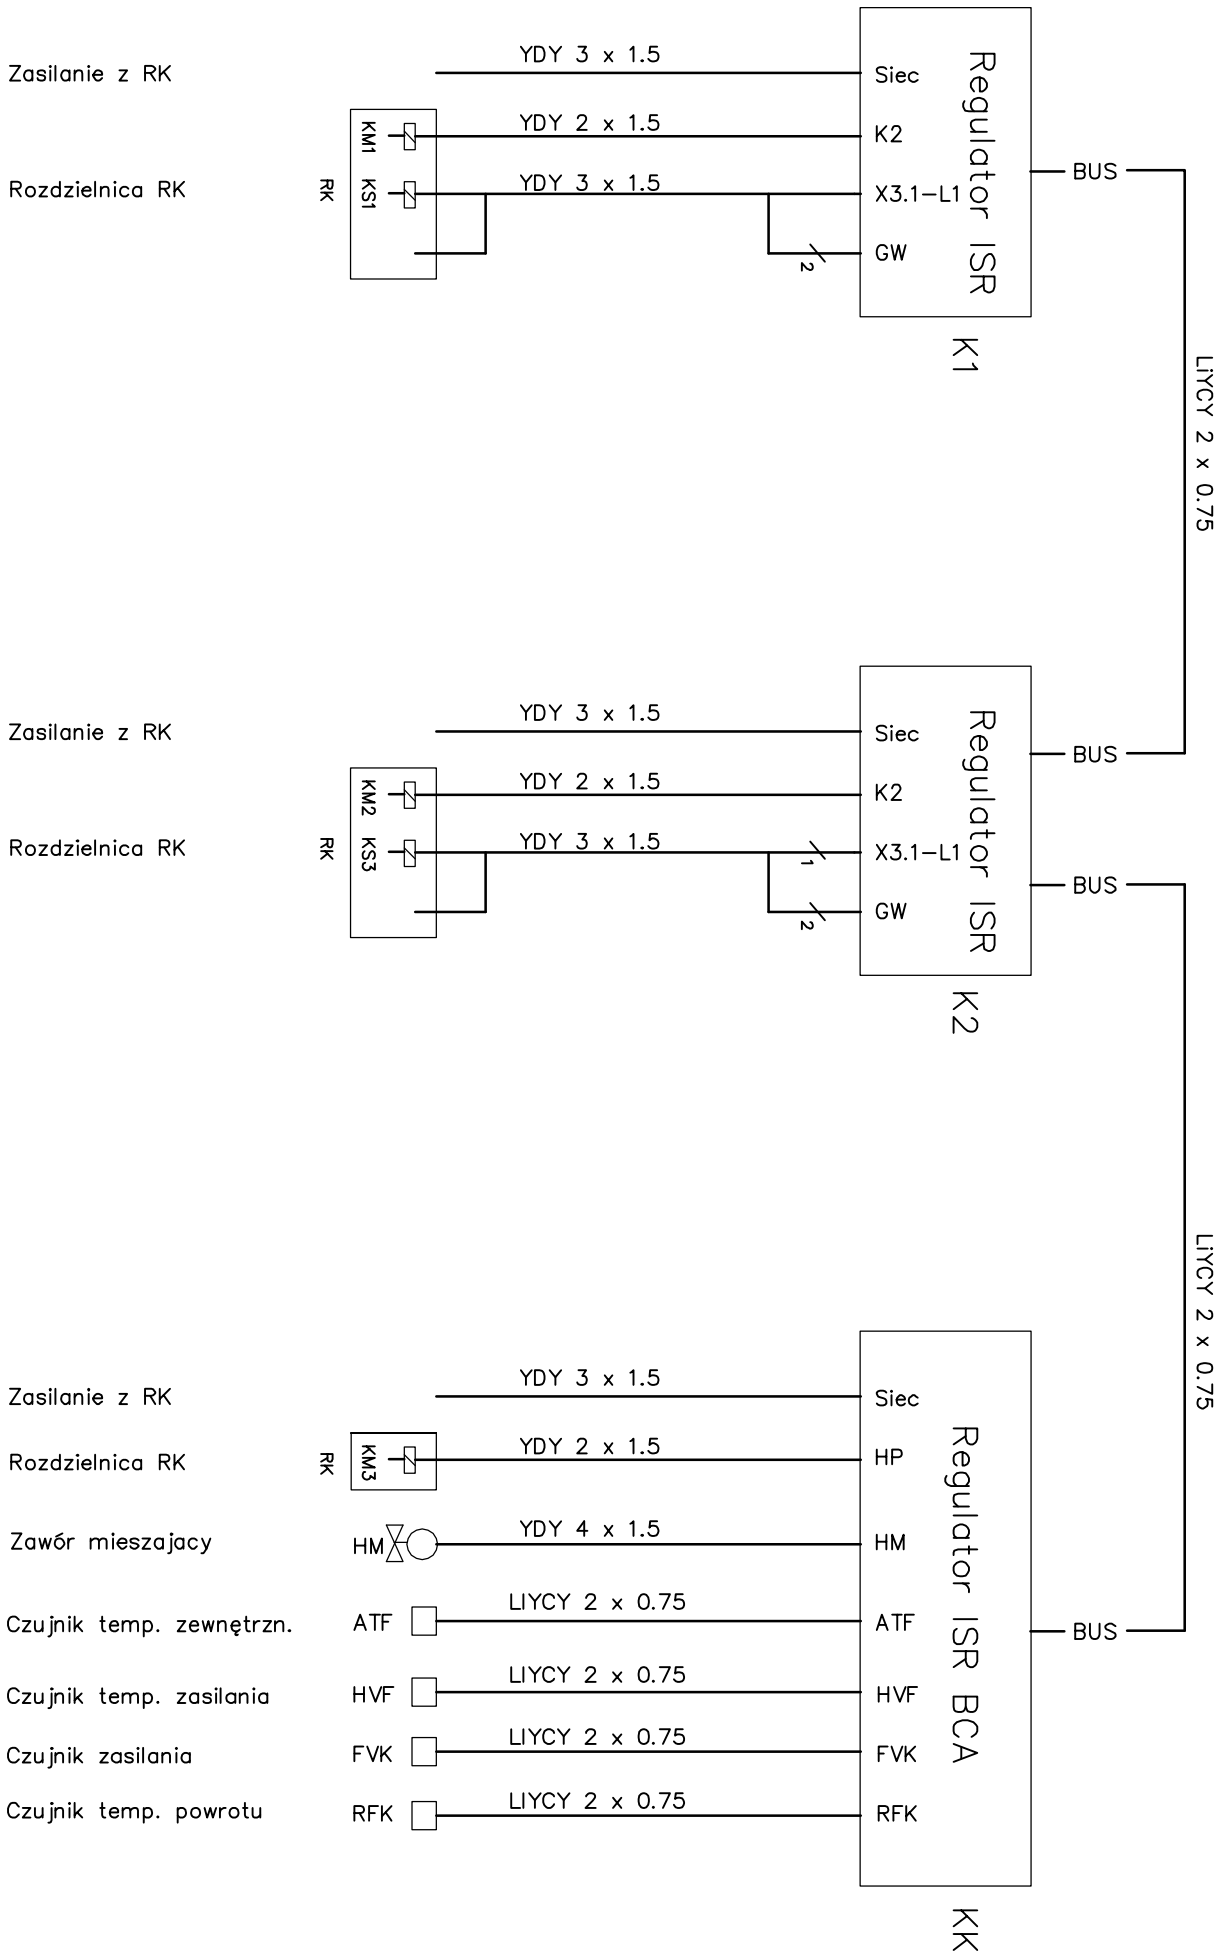 YDY 3 x 1.5
Zasilanie z RK
Siec
YDY 2 x 1.5
KM1
K2
Regulator ISR
BUS
Rozdzielnica RK
RK
KS1
YDY 3 x 1.5
X3.1-L1
GW
2
K1
LiYCY 2 x 0.75
YDY 3 x 1.5
Zasilanie z RK
Siec
YDY 2 x 1.5
KM2
K2
Regulator ISR
BUS
Rozdzielnica RK
RK
KS3
YDY 3 x 1.5
1
X3.1-L1
BUS
GW
2
K2
LiYCY 2 x 0.75
YDY 3 x 1.5
Zasilanie z RK
Siec
YDY 2 x 1.5
Rozdzielnica RK
RK
KM3
HP
Regulator ISR BCA
YDY 4 x 1.5
Zawór mieszajacy
HM
HM
LIYCY 2 x 0.75
Czujnik temp. zewnętrzn.
ATF
ATF
BUS
LIYCY 2 x 0.75
Czujnik temp. zasilania
HVF
HVF
LIYCY 2 x 0.75
Czujnik zasilania
FVK
FVK
LIYCY 2 x 0.75
Czujnik temp. powrotu
RFK
RFK
KK